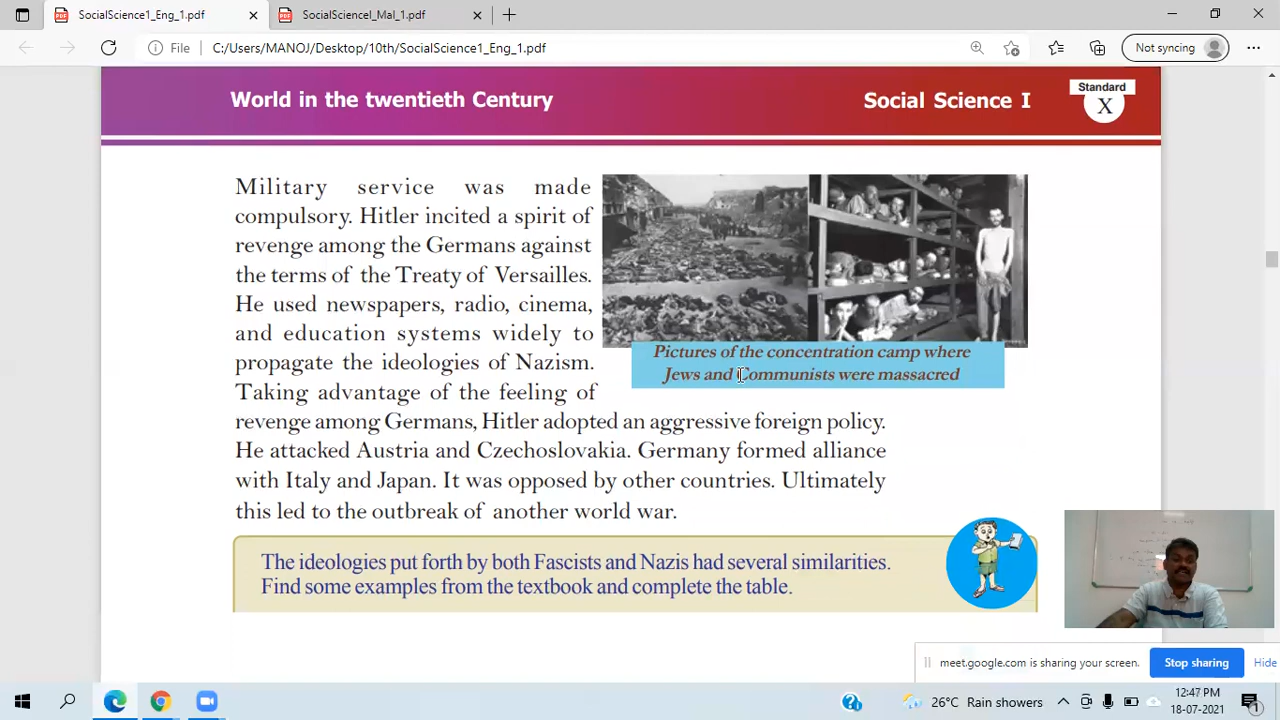 SocialScience1_Eng_1.pdf
SocialScienceI_Mal_1.pdf
File
C:/Users/MANOJ/Desktop/10th/SocialScience1_Eng_1.pdf
Not syncing
World in the twentieth Century
Social Science I
Standard
X
Military service was made
compulsory. Hitler incited a spirit of
revenge among the Germans against
the terms of the Treaty of Versailles.
He used newspapers, radio, cinema,
and education systems widely to
propagate the ideologies of Nazism.
Taking advantage of the feeling of
revenge among Germans, Hitler adopted an aggressive foreign policy.
He attacked Austria and Czechoslovakia. Germany formed alliance
with Italy and Japan. It was opposed by other countries. Ultimately
this led to the outbreak of another world war.
Pictures of the concentration camp where
Jews and Communists were massacred
The ideologies put forth by both Fascists and Nazis had several similarities.
Find some examples from the textbook and complete the table.
meet.google.com is sharing your screen.
Stop sharing
Hide
26°C Rain showers
12:47 PM
18-07-2021
1